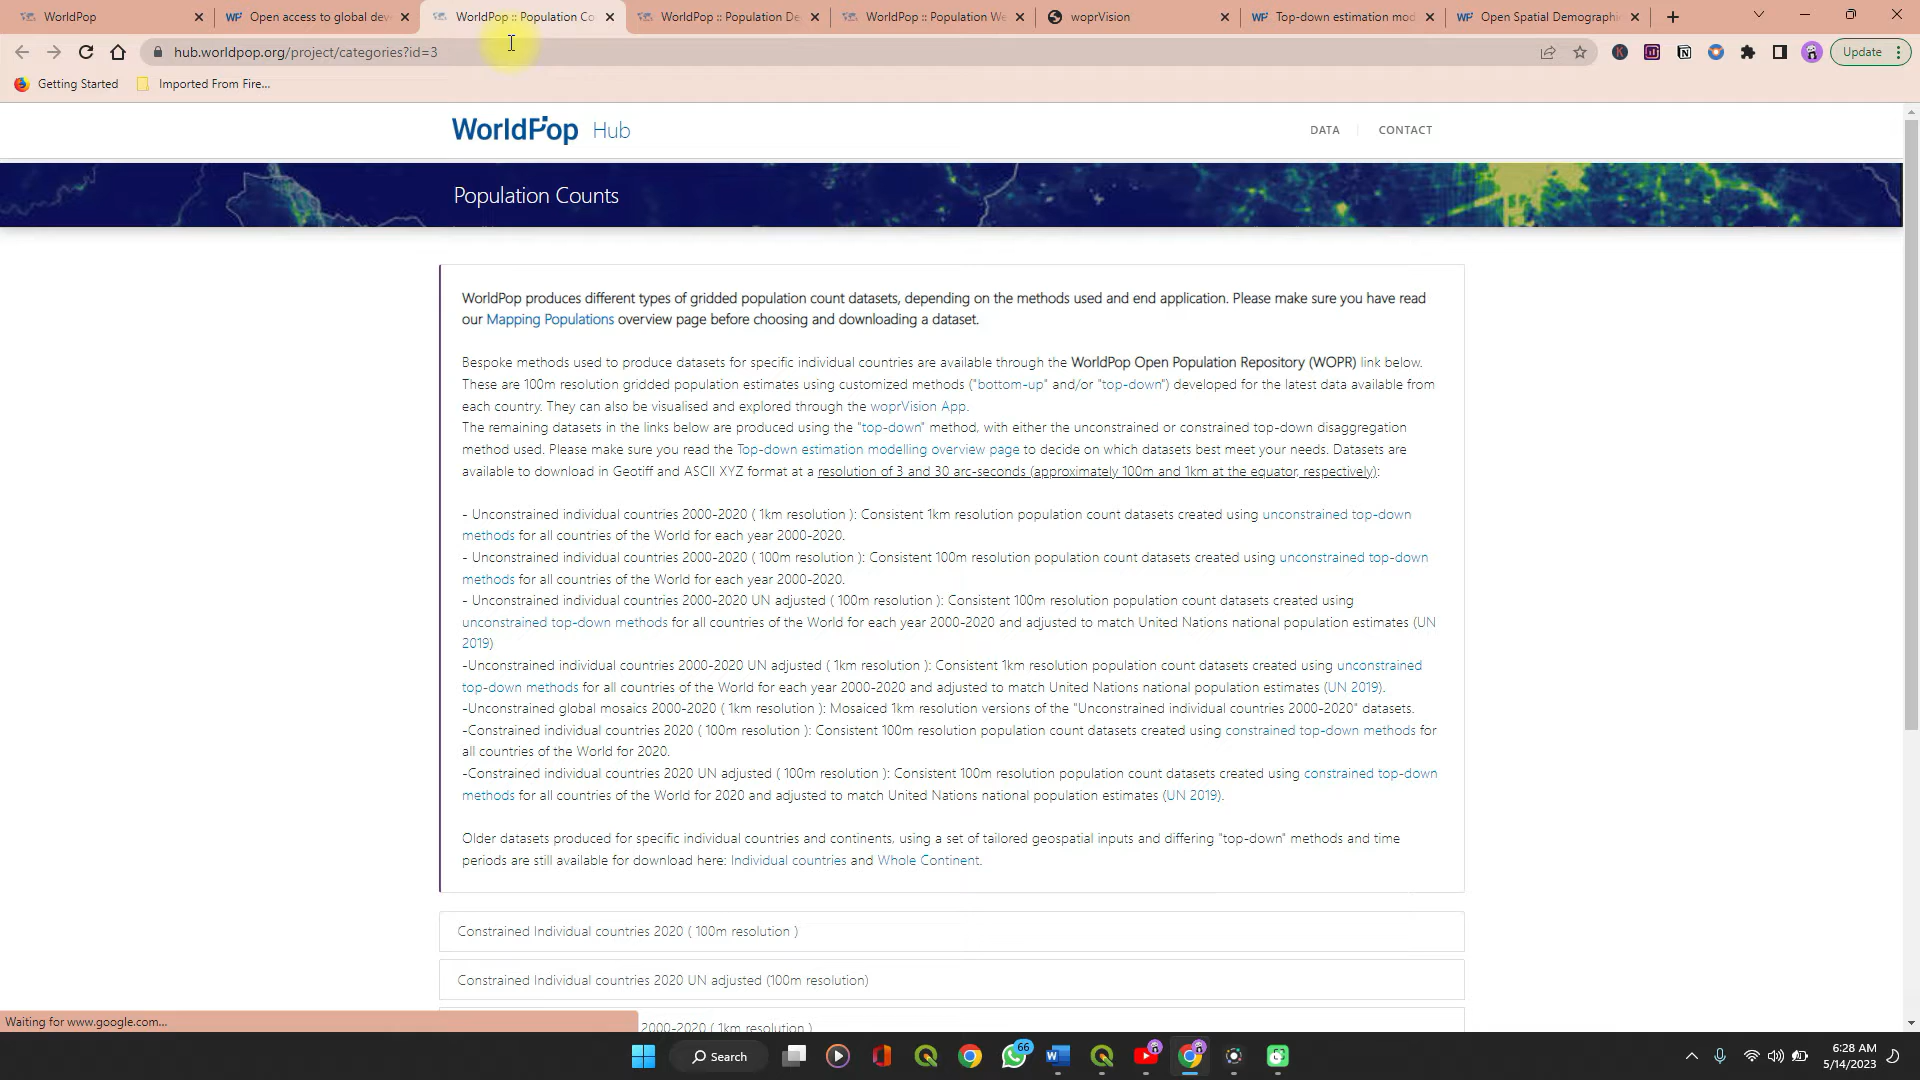 WorldPop
Open access to global dev
WorldPop :: Population Co
WorldPop :: Population De
WorldPop :: Population We
woprVision
Top-down estimation mod
Open Spatial Demographi
hub.worldpop.org/project/categories?id=3
Update
Getting Started
Imported From Fire...
WorldPop Hub
DATA
CONTACT
Population Counts
WorldPop produces different types of gridded population count datasets, depending on the methods used and end application. Please make sure you have read
our Mapping Populations overview page before choosing and downloading a dataset.
Bespoke methods used to produce datasets for specific individual countries are available through the WorldPop Open Population Repository (WOPR) link below.
These are 100m resolution gridded population estimates using customized methods ("bottom-up" and/or "top-down") developed for the latest data available from
each country. They can also be visualised and explored through the woprVision App.
The remaining datasets in the links below are produced using the "top-down" method, with either the unconstrained or constrained top-down disaggregation
method used. Please make sure you read the Top-down estimation modelling overview page to decide on which datasets best meet your needs. Datasets are
available to download in Geotiff and ASCII XYZ format at a resolution of 3 and 30 arc-seconds (approximately 100m and 1km at the equator, respectively):
- Unconstrained individual countries 2000-2020 ( 1km resolution ): Consistent 1km resolution population count datasets created using unconstrained top-down
methods for all countries of the World for each year 2000-2020.
- Unconstrained individual countries 2000-2020 ( 100m resolution ): Consistent 100m resolution population count datasets created using unconstrained top-down
methods for all countries of the World for each year 2000-2020.
- Unconstrained individual countries 2000-2020 UN adjusted ( 100m resolution ): Consistent 100m resolution population count datasets created using
unconstrained top-down methods for all countries of the World for each year 2000-2020 and adjusted to match United Nations national population estimates (UN
2019)
-Unconstrained individual countries 2000-2020 UN adjusted ( 1km resolution ): Consistent 1km resolution population count datasets created using unconstrained
top-down methods for all countries of the World for each year 2000-2020 and adjusted to match United Nations national population estimates (UN 2019).
-Unconstrained global mosaics 2000-2020 ( 1km resolution ): Mosaiced 1km resolution versions of the "Unconstrained individual countries 2000-2020" datasets.
-Constrained individual countries 2020 ( 100m resolution ): Consistent 100m resolution population count datasets created using constrained top-down methods for
all countries of the World for 2020.
-Constrained individual countries 2020 UN adjusted ( 100m resolution ): Consistent 100m resolution population count datasets created using constrained top-down
methods for all countries of the World for 2020 and adjusted to match United Nations national population estimates (UN 2019).
Older datasets produced for specific individual countries and continents, using a set of tailored geospatial inputs and differing "top-down" methods and time
periods are still available for download here: Individual countries and Whole Continent.
Constrained Individual countries 2020 ( 100m resolution )
Constrained Individual countries 2020 UN adjusted (100m resolution)
2000-2020 ( 1km resolution )
Waiting for www.google.com...
Search
66
6:28 AM
5/14/2023